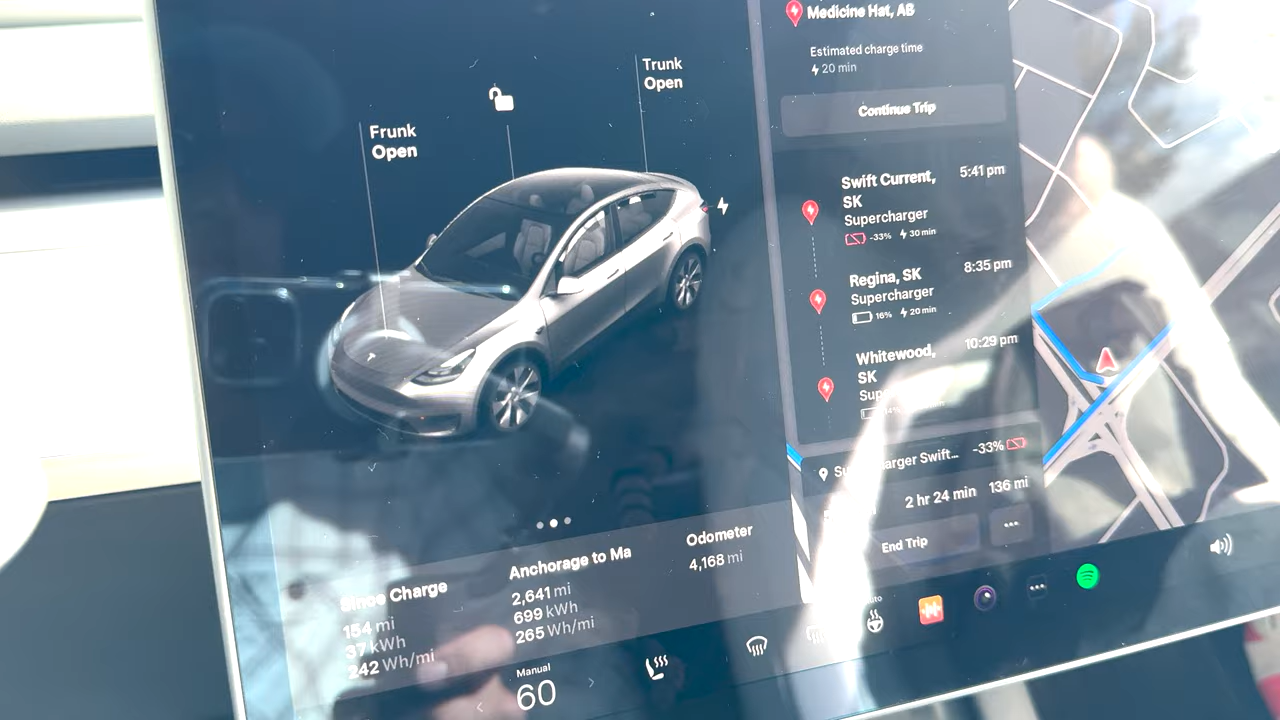 Medicine Hat, AB
Estimated charge time
20 min
Continue Trip
Trunk
Open
Frunk
Open
Swift Current,
SK
5:41 pm
Supercharger
-33%
30 min
Regina, SK
8:35 pm
Supercharger
16%
20 min
Whitewood,
SK
10:29 pm
-33%
2 hr 24 min
136 mi
End Trip
Since Charge
154 mi
37 kWh
242 Wh/mi
Anchorage to Ma
2,641 mi
699 kWh
265 Wh/mi
Odometer
4,168 mi
Manual
60